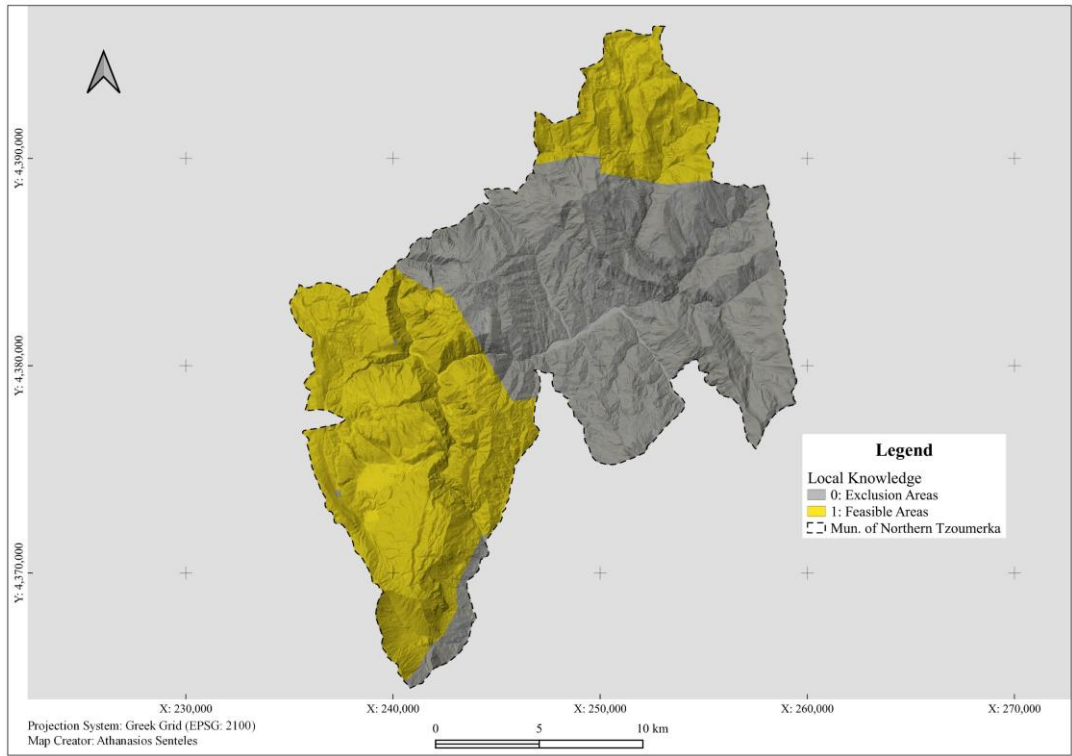 Y: 4,390,000
Y: 4,380,000
Y: 4,370,000
Legend
Local Knowledge
0: Exclusion Areas
1: Feasible Areas
Mun. of Northern Tzoumerka
X: 230,000
X: 240,000
X: 250,000
X: 260,000
X: 270,000
Projection System: Greek Grid (EPSG: 2100)
Map Creator: Athanasios Senteles
0
5
10 km